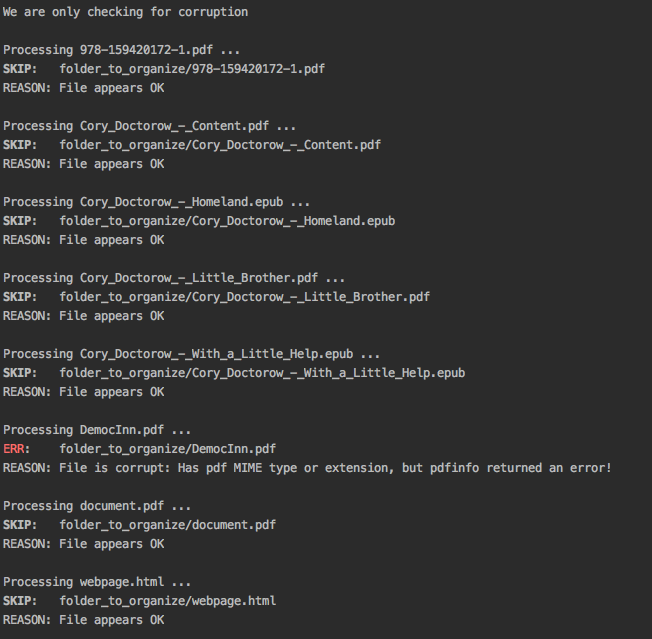 We are only checking for corruption
Processing 978-159420172-1.pdf ...
SKIP:   folder_to_organize/978-159420172-1.pdf
REASON: File appears OK
Processing Cory_Doctorow_-_Content.pdf ...
SKIP:   folder_to_organize/Cory_Doctorow_-_Content.pdf
REASON: File appears OK
Processing Cory_Doctorow_-_Homeland.epub ...
SKIP:   folder_to_organize/Cory_Doctorow_-_Homeland.epub
REASON: File appears OK
Processing Cory_Doctorow_-_Little_Brother.pdf ...
SKIP:   folder_to_organize/Cory_Doctorow_-_Little_Brother.pdf
REASON: File appears OK
Processing Cory_Doctorow_-_With_a_Little_Help.epub ...
SKIP:   folder_to_organize/Cory_Doctorow_-_With_a_Little_Help.epub
REASON: File appears OK
Processing DemocInn.pdf ...
ERR:    folder_to_organize/DemocInn.pdf
REASON: File is corrupt: Has pdf MIME type or extension, but pdfinfo returned an error!
Processing document.pdf ...
SKIP:   folder_to_organize/document.pdf
REASON: File appears OK
Processing webpage.html ...
SKIP:   folder_to_organize/webpage.html
REASON: File appears OK